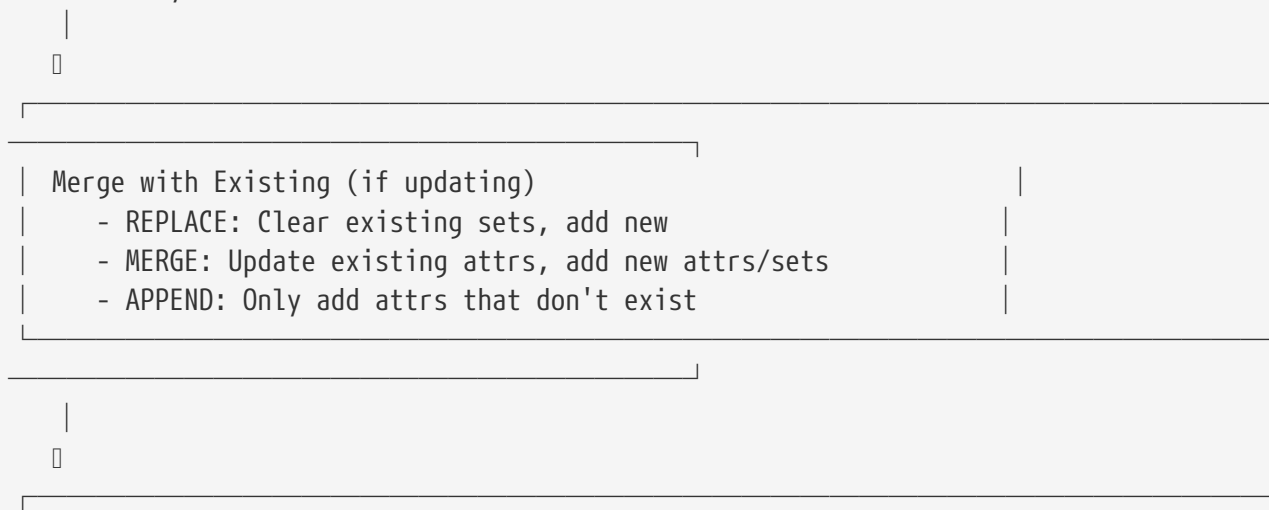 Merge with Existing (if updating)
- REPLACE: Clear existing sets, add new
- MERGE: Update existing attrs, add new attrs/sets
- APPEND: Only add attrs that don't exist